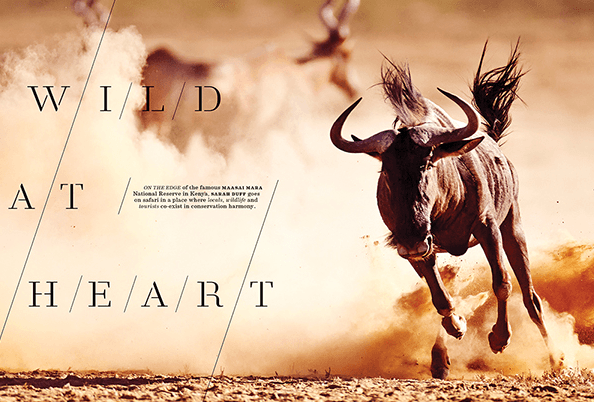 W/I/L/D
AT/
H/E/A/R/T
ON THE EDGE of the famous MAASAI MARA
National Reserve in Kenya, SARAH DUFF goes
on safari in a place where locals, wildlife and
tourists co-exist in conservation harmony.